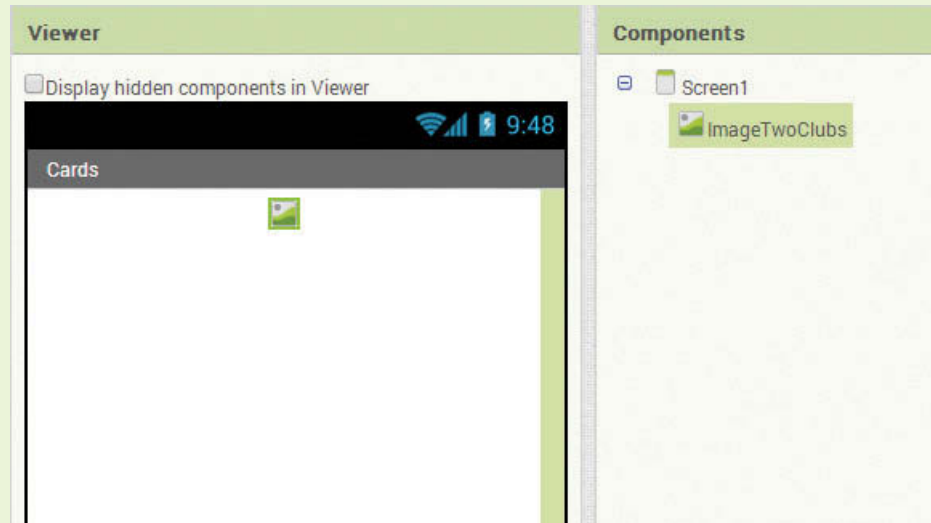 Viewer
Display hidden components in Viewer
9:48
Cards
Components
Screen1
ImageTwoClubs